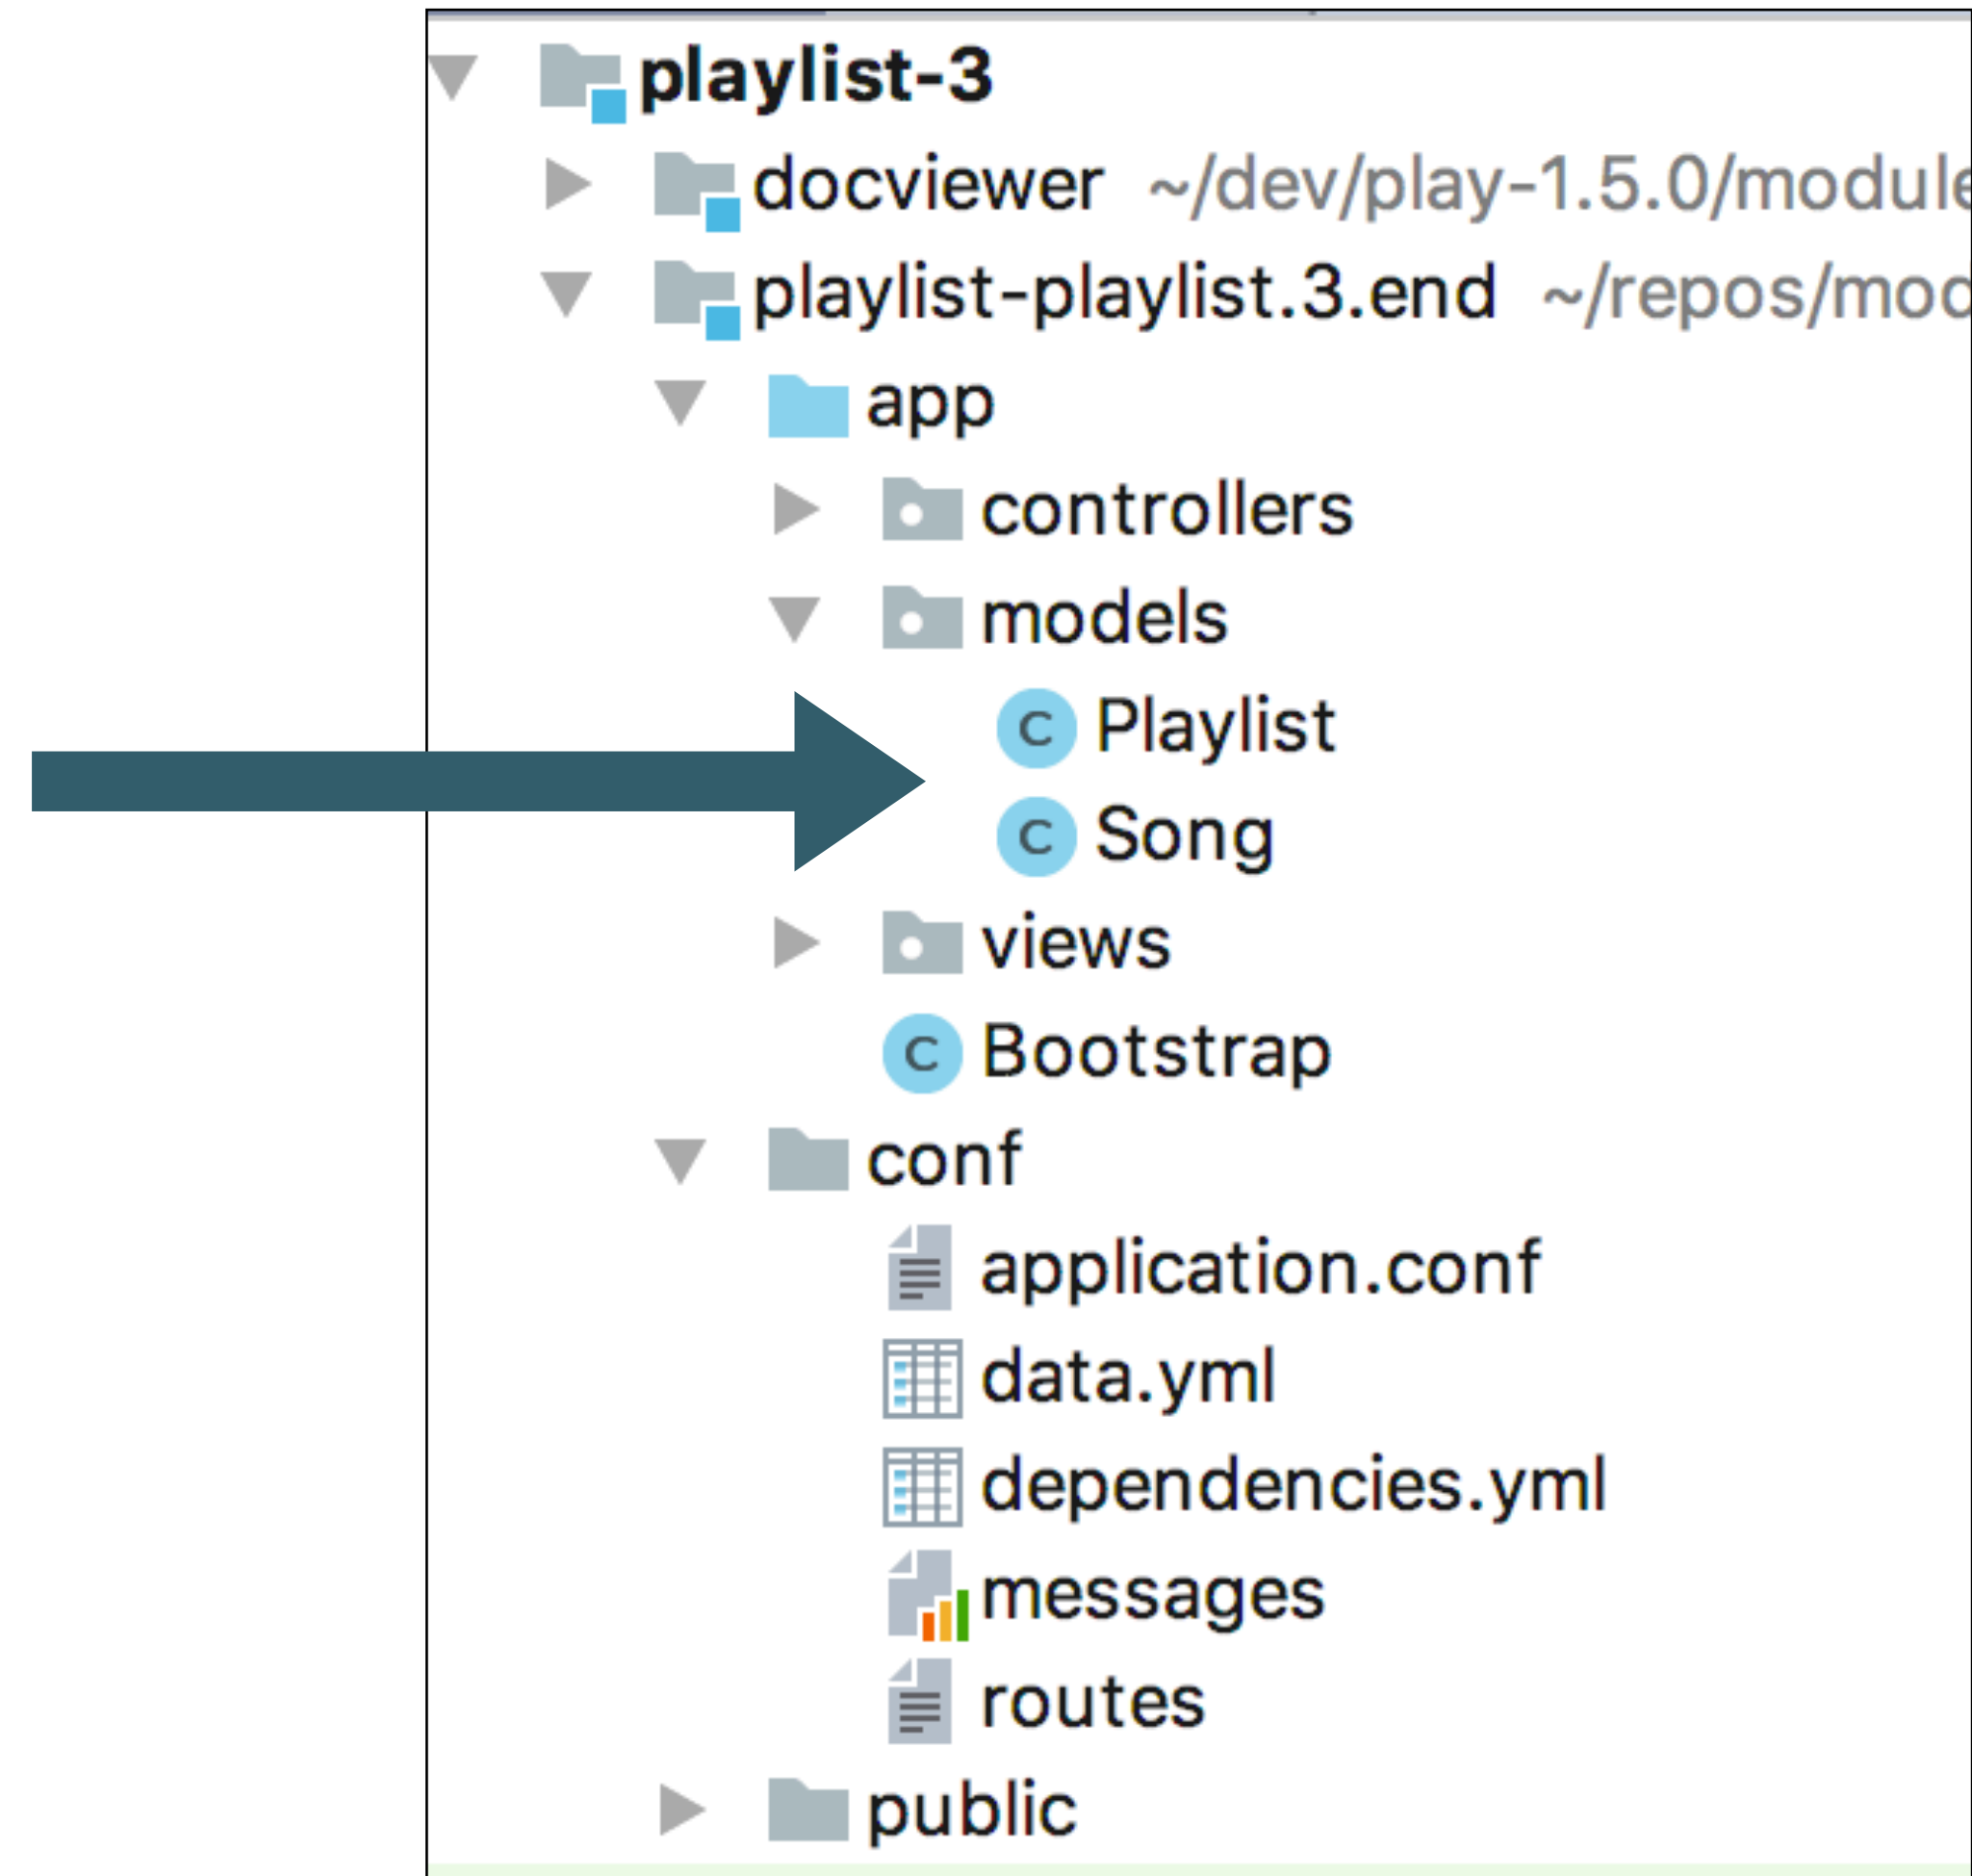 playlist-3
docviewer ~/dev/play-1.5.0/module
playlist-playlist.3.end ~/repos/mod
app
controllers
models
C Playlist
C Song
views
C Bootstrap
conf
application.conf
data.yml
dependencies.yml
messages
routes
public